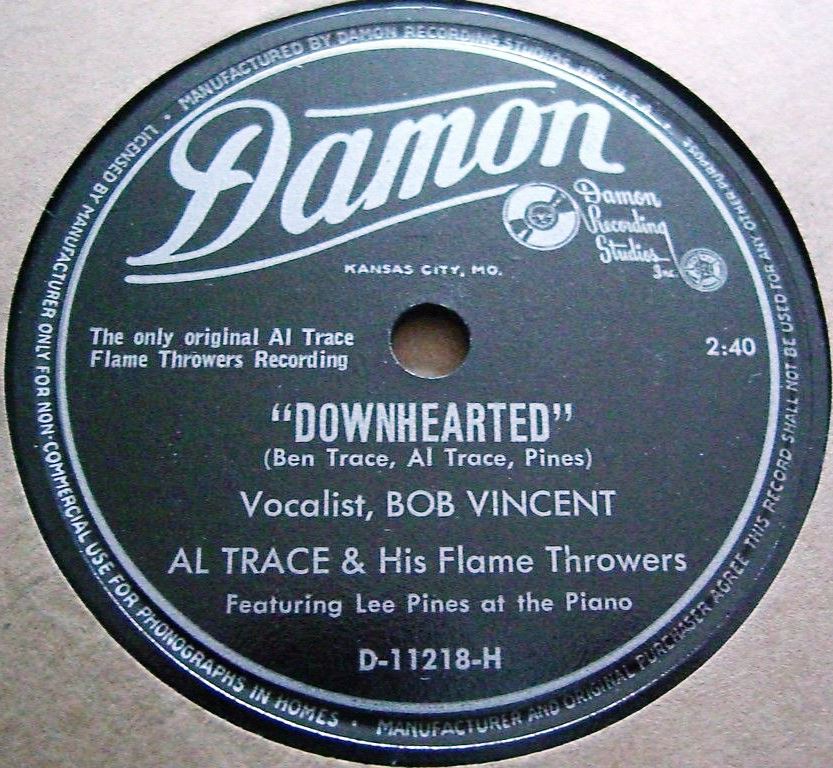 LICENSED BY MANUFACTURER ONLY FOR NON-COMMERCIAL USE FOR PHONOGRAPHS IN HOMES • MANUFACTURER AND ORIGINAL PURCHASER AGREE THIS RECORD SHALL NOT BE USED FOR ANY OTHER PURPOSE
• MANUFACTURED BY DAMON RECORDING STUDIOS, INC., U.S.A. •
Damon
Damon
Recording
Studios
Inc.
KANSAS CITY, MO.
The only original Al Trace
Flame Throwers Recording
2:40
“DOWNHEARTED”
(Ben Trace, Al Trace, Pines)
Vocalist, BOB VINCENT
AL TRACE & His Flame Throwers
Featuring Lee Pines at the Piano
D-11218-H